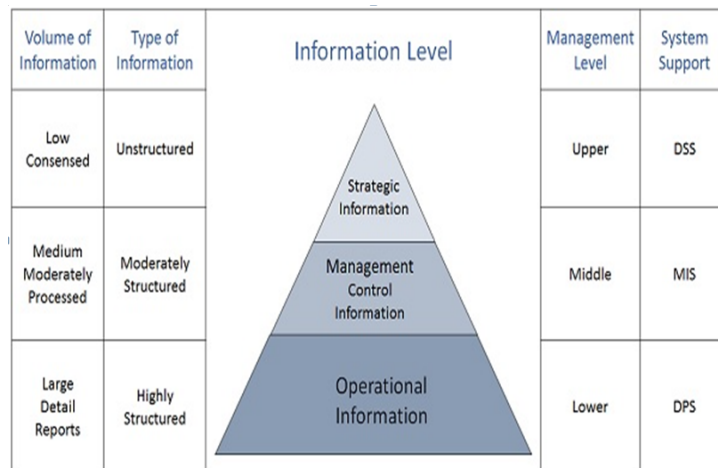 Volume of
Information
Type of
Information
Information Level
Management
Level
System
Support
Low
Consensed
Unstructured
Strategic
Information
Upper
DSS
Medium
Moderately
Processed
Moderately
Structured
Management
Control
Information
Middle
MIS
Large
Detail
Reports
Highly
Structured
Operational
Information
Lower
DPS